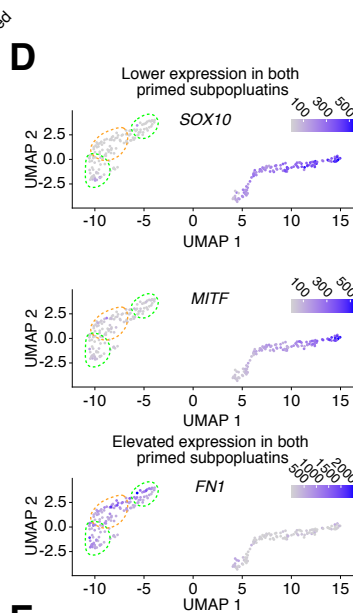 ed
D
Lower expression in both
primed subpopluatins
SOX10
100 300 500
UMAP 2
2.5
0.0
-2.5
-10 -5 0 5 10 15
UMAP 1
MITF
100 300 500
UMAP 2
2.5
0.0
-2.5
-10 -5 0 5 10 15
UMAP 1
Elevated expression in both
primed subpopluatins
FN1
500 1000 1500 2000
UMAP 2
2.5
0.0
-2.5
-10 -5 0 5 10 15
UMAP 1